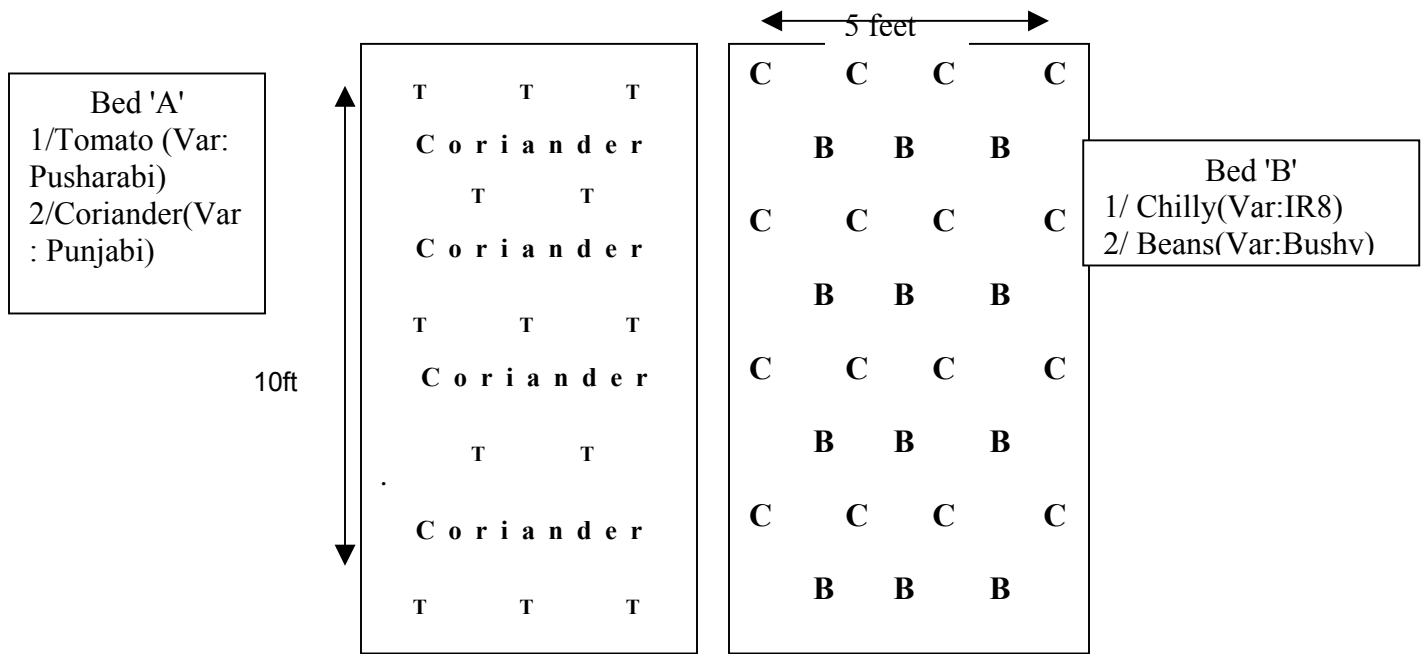 5 feet
Bed 'A'
1/Tomato (Var:
Pusharabi)
2/Coriander(Var
: Punjabi)
10ft
T T T
C o r i a n d e r
T T
C o r i a n d e r
T T T
C o r i a n d e r
T T
.
C o r i a n d e r
T T T
C C C C
B B B
C C C C
B B B
C C C C
B B B
C C C C
B B B
Bed 'B'
1/ Chilly(Var:IR8)
2/ Beans(Var:Bushy)